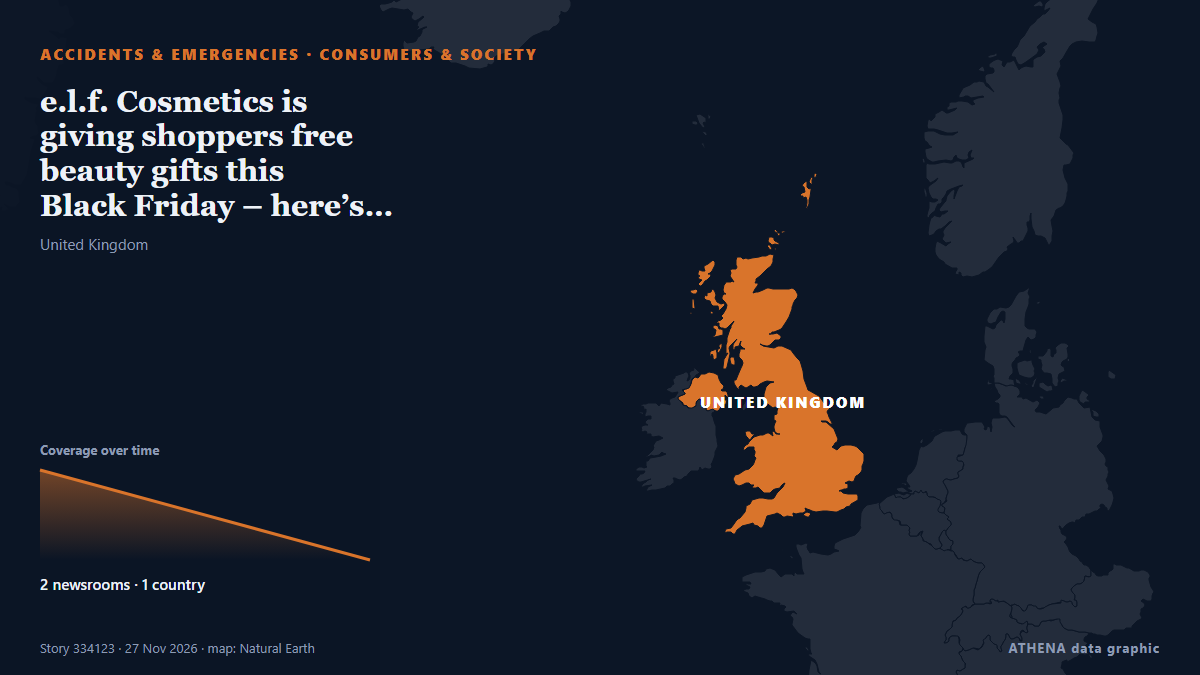 ACCIDENTS & EMERGENCIES · CONSUMERS & SOCIETY
e.l.f. Cosmetics is
giving shoppers free
beauty gifts this
Black Friday – here’s...
United Kingdom
UNITED KINGDOM
Coverage over time
2 newsrooms · 1 country
Story 334123 · 27 Nov 2026 · map: Natural Earth
ATHENA data graphic